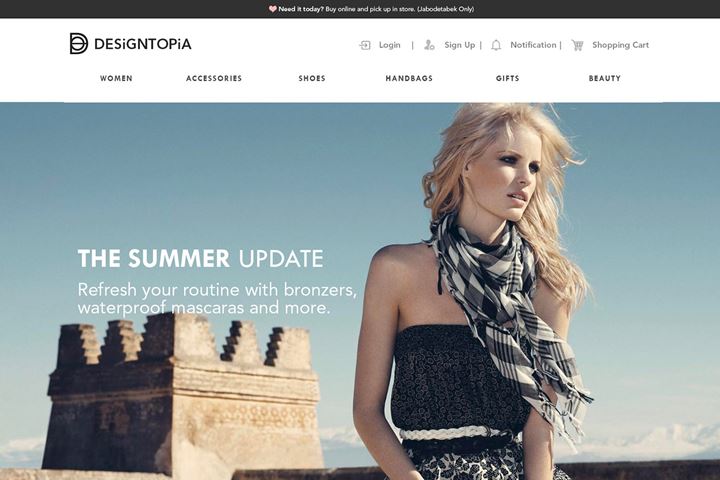 Need it today? Buy online and pick up in store. (Jabodetabek Only)
DESiGNTOPiA
Login | Sign Up | Notification | Shopping Cart
WOMEN ACCESSORIES SHOES HANDBAGS GIFTS BEAUTY
THE SUMMER UPDATE
Refresh your routine with bronzers,
waterproof mascaras and more.